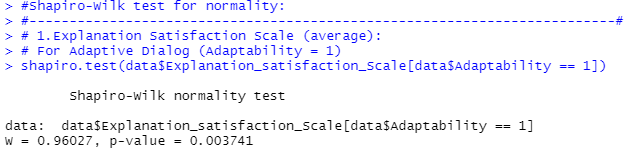 > #Shapiro-Wilk test for normality:
> #--------------------------------------------------------------------------#
> # 1.Explanation Satisfaction Scale (average):
> # For Adaptive Dialog (Adaptability = 1)
> shapiro.test(data$Explanation_satisfaction_Scale[data$Adaptability == 1])
Shapiro-Wilk normality test
data:  data$Explanation_satisfaction_Scale[data$Adaptability == 1]
W = 0.96027, p-value = 0.003741